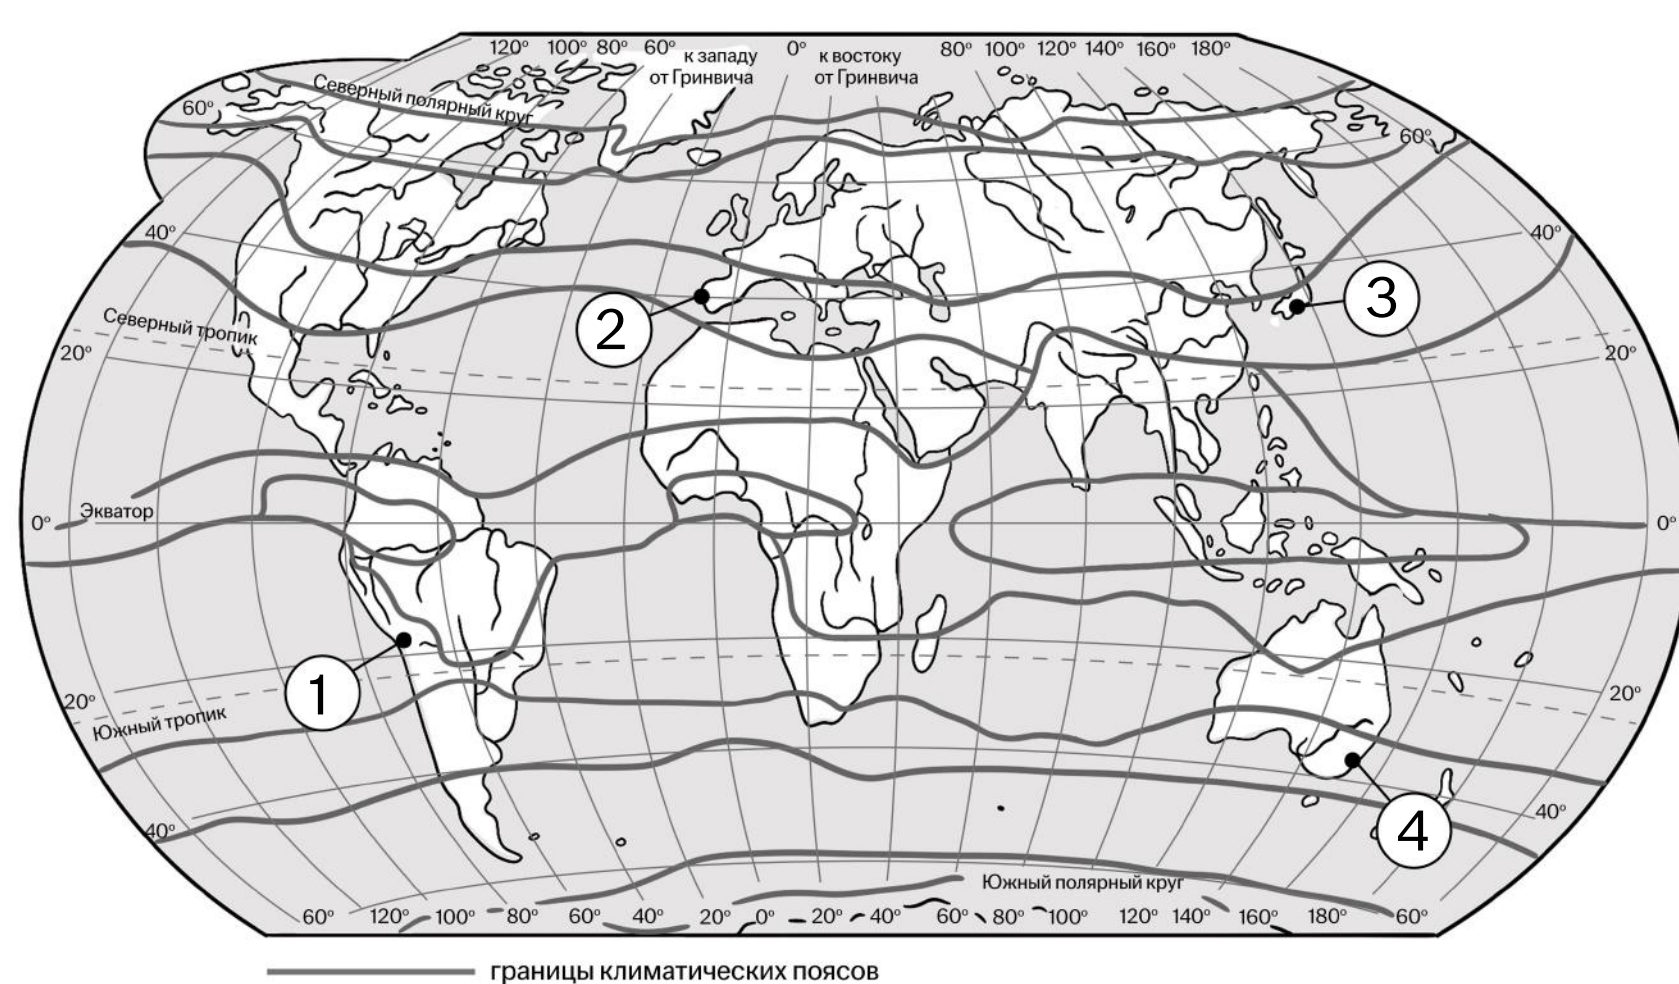 120° 100° 80° 60° к западу 0° к востоку 80° 100° 120° 140° 160° 180°
от Гринвича от Гринвича
Северный полярный круг
60°
60°
40°
40°
2
3
Северный тропик
20°
20°
Экватор
0°
0°
1
20°
20°
Южный тропик
40°
40°
4
Южный полярный круг
60° 120° 100° 80° 60° 40° 20° 0° 20° 40° 60° 80° 100° 120° 140° 160° 180° 60°
границы климатических поясов